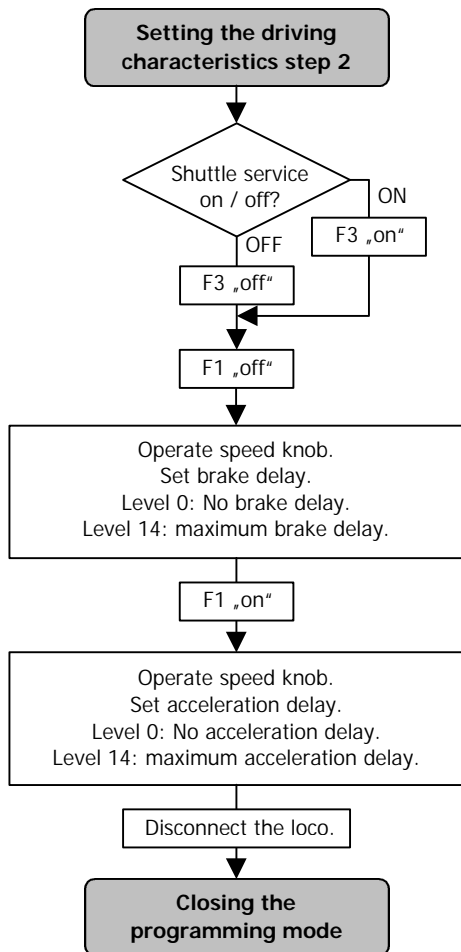 Setting the driving
characteristics step 2
Shuttle service
on / off?
ON
F3 „on“
OFF
F3 „off“
F1 „off“
Operate speed knob.
Set brake delay.
Level 0: No brake delay.
Level 14: maximum brake delay.
F1 „on“
Operate speed knob.
Set acceleration delay.
Level 0: No acceleration delay.
Level 14: maximum acceleration delay.
Disconnect the loco.
Closing the
programming mode